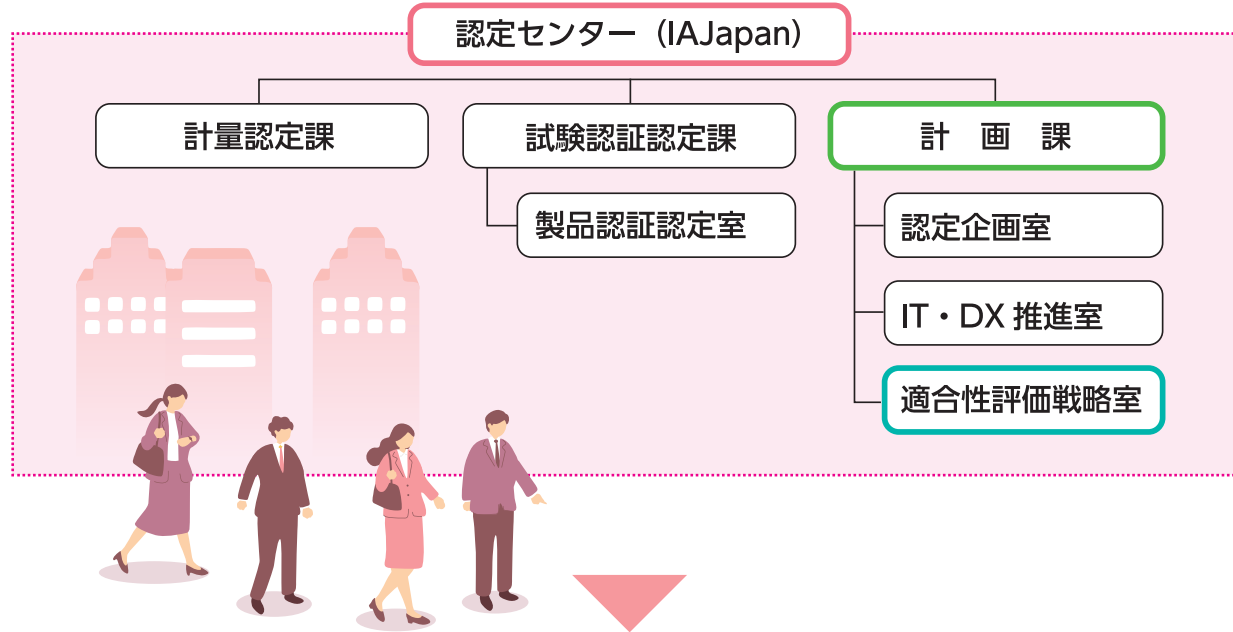 認定センター（IAJapan）
計量認定課
試験認証認定課
製品認証認定室
計　画　課
認定企画室
IT・DX 推進室
適合性評価戦略室